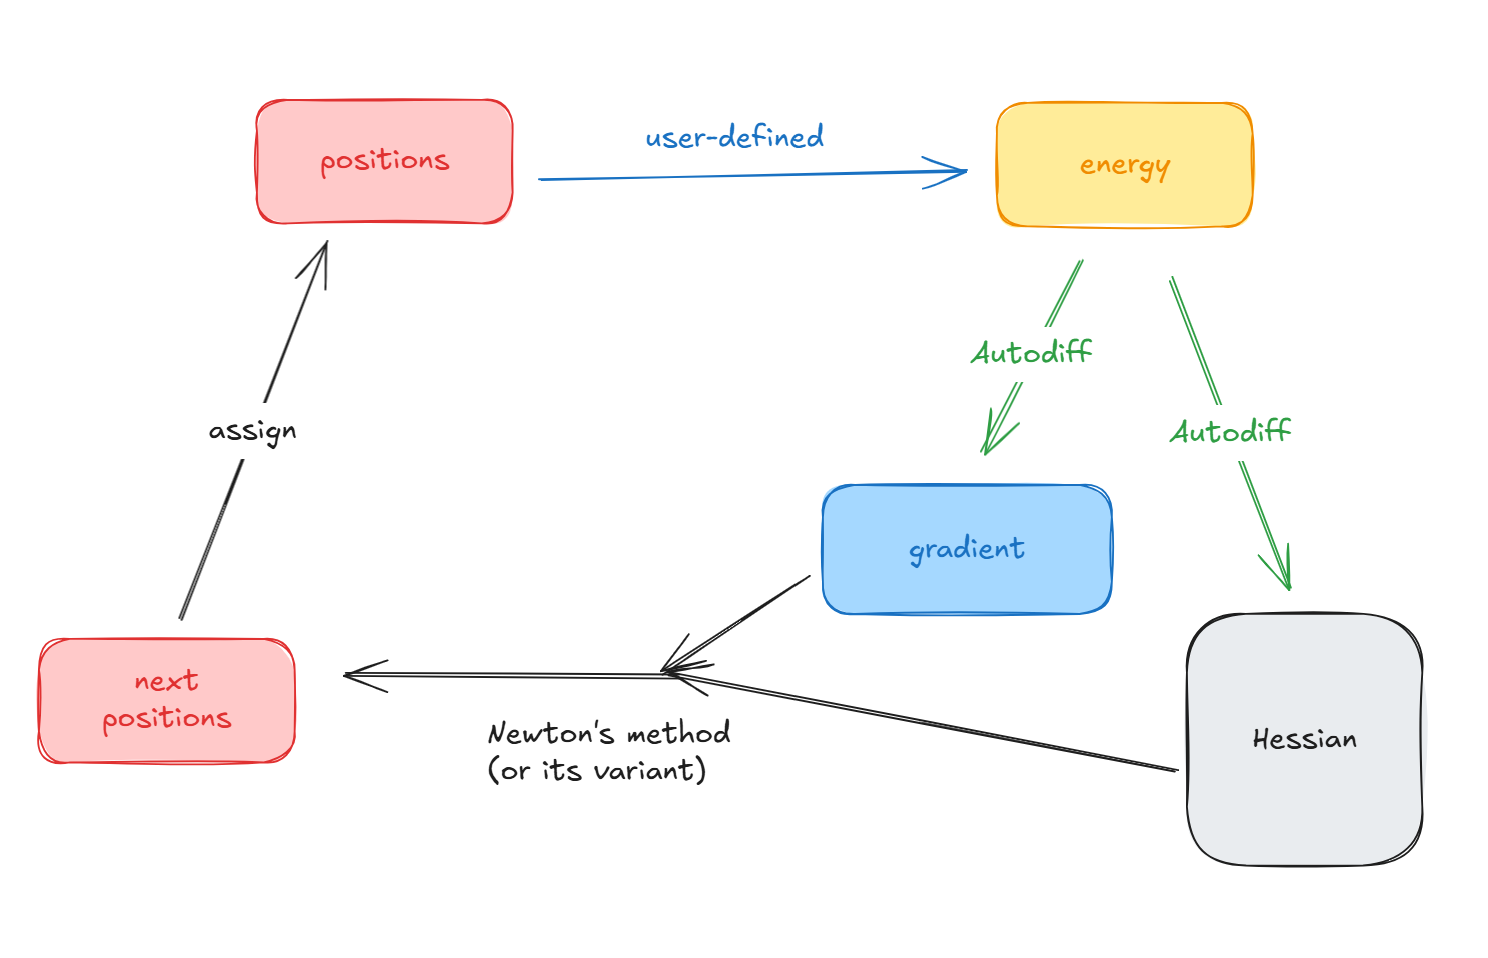 user-defined
positions
energy
Autodiff
Autodiff
assign
gradient
next
positions
Newton's method
(or its variant)
Hessian